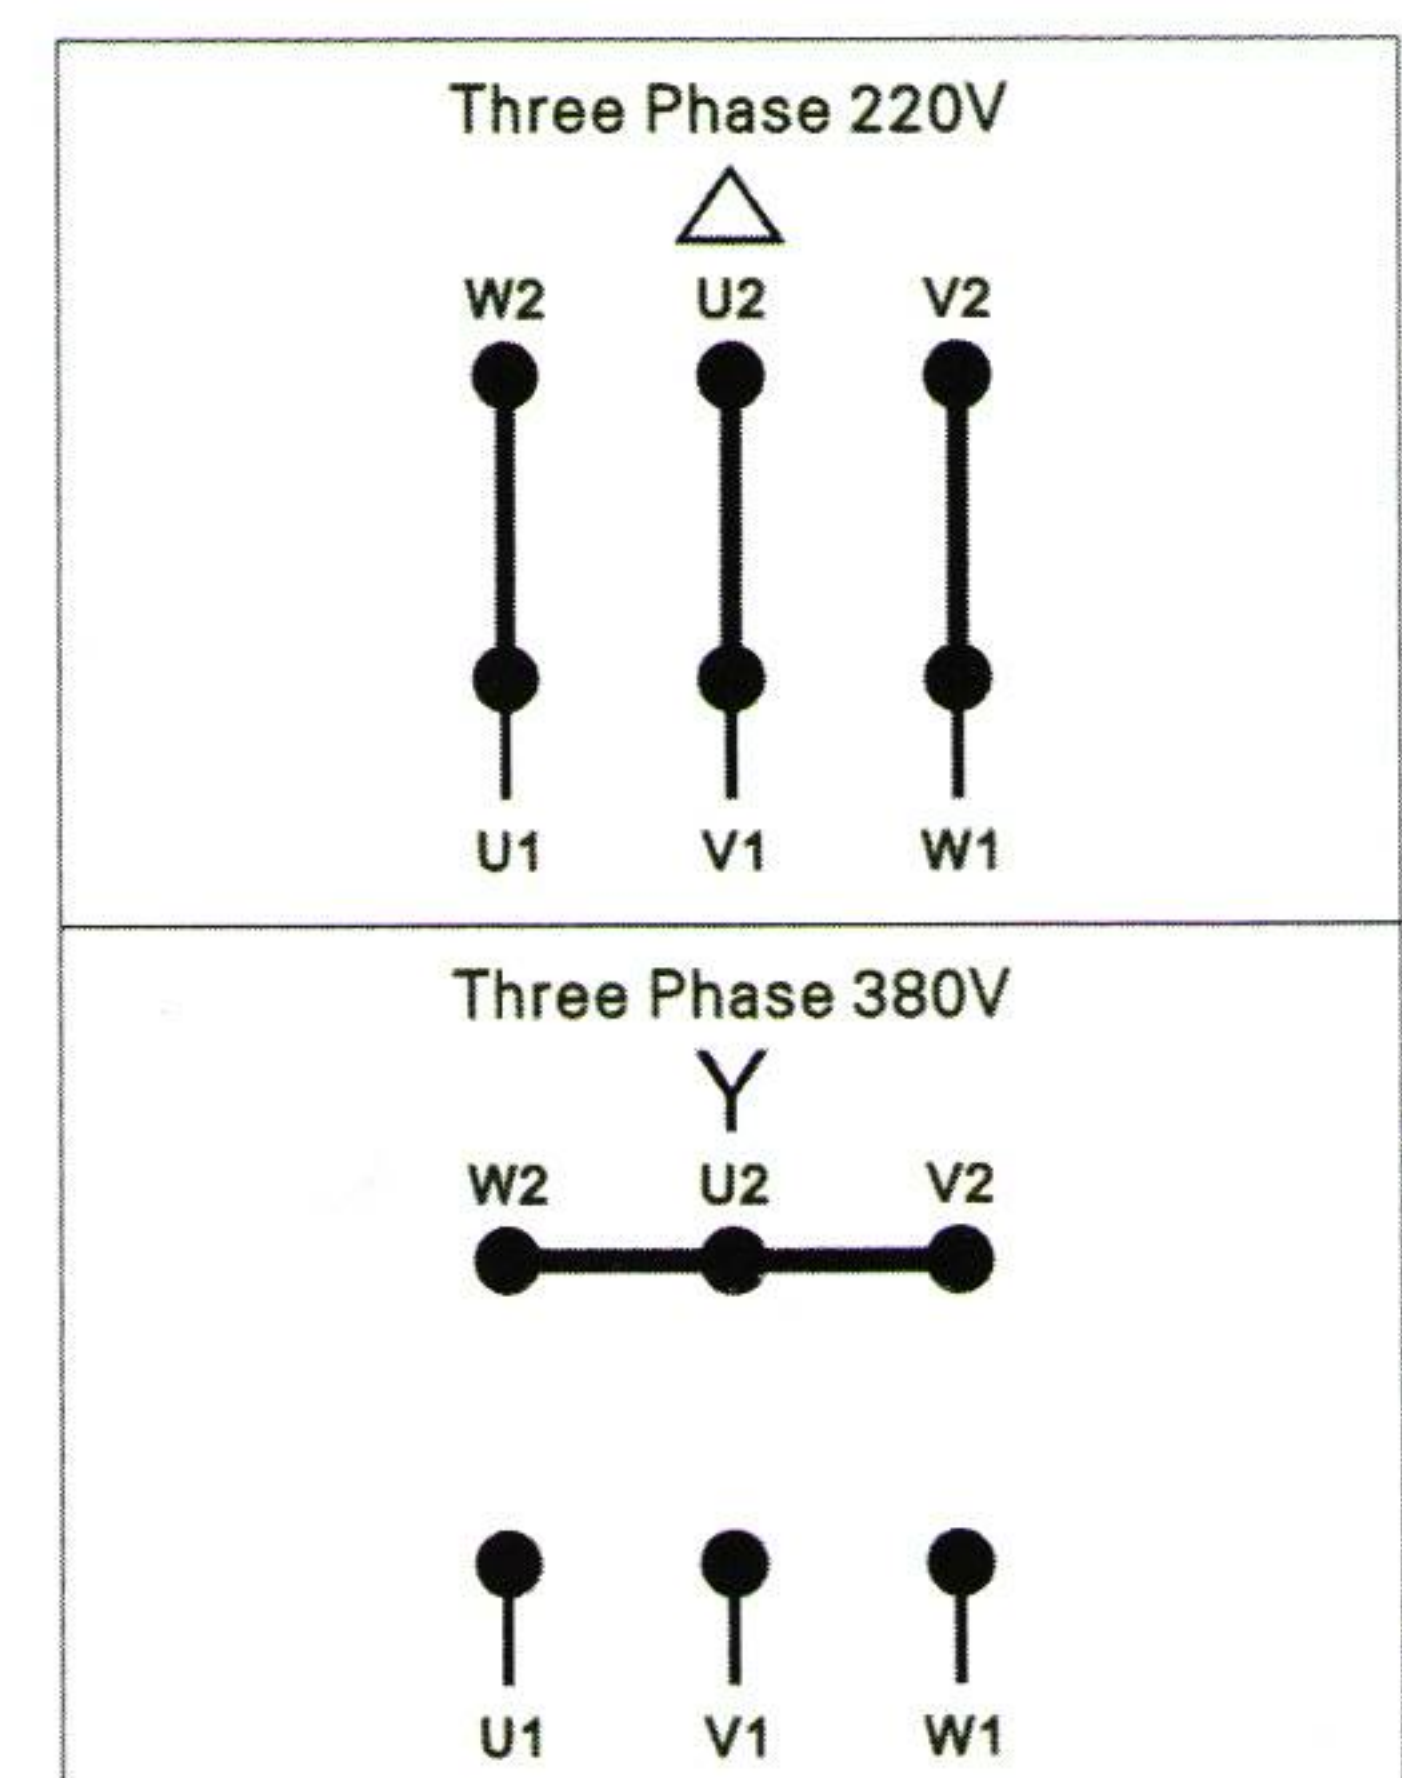 Three Phase 220V
W2 U2 V2
U1 V1 W1
Three Phase 380V
Y
W2 U2 V2
U1 V1 W1